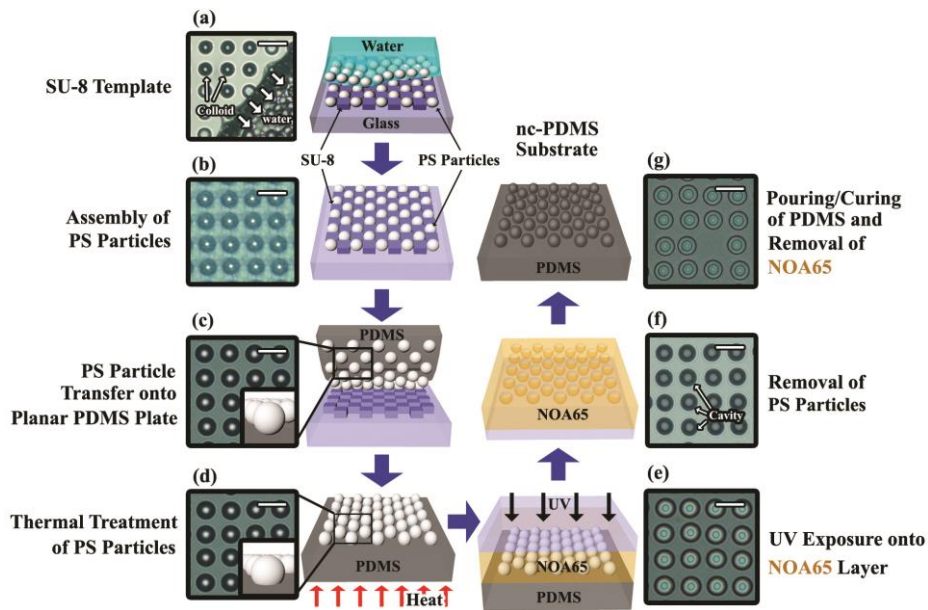 (a)
SU-8 Template
Colloid
water
Water
Glass
SU-8
PS Particles
(b)
Assembly of
PS Particles
(c)
PS Particle
Transfer onto
Planar PDMS Plate
PDMS
(d)
Thermal Treatment
of PS Particles
PDMS
Heat
nc-PDMS
Substrate
PDMS
(g)
Pouring/Curing
of PDMS and
Removal of
NOA65
NOA65
(f)
Cavity
Removal of
PS Particles
UV
NOA65
PDMS
(e)
UV Exposure onto
NOA65 Layer